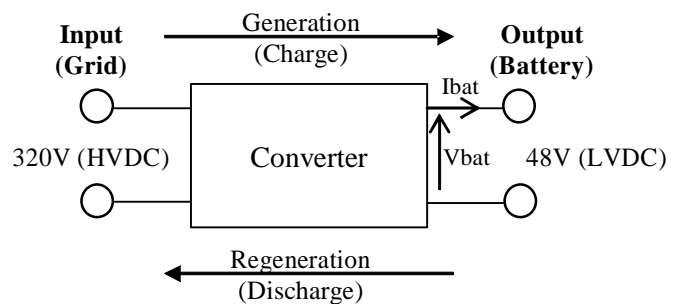 Input
(Grid)
Generation
(Charge)
Output
(Battery)
Ibat
320V (HVDC)
Converter
Vbat
48V (LVDC)
Regeneration
(Discharge)